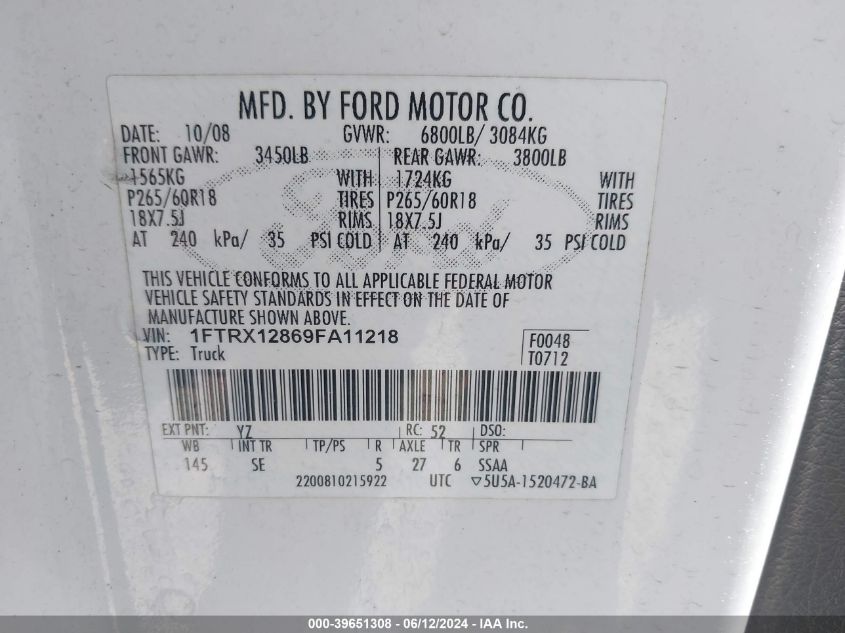 MFD. BY FORD MOTOR CO.
DATE: 10/08 GVWR: 6800LB/ 3084KG
FRONT GAWR: 3450LB REAR GAWR: 3800LB
1565KG WITH 1724KG WITH
P265/60R18 TIRES P265/60R18 TIRES
18X7.5J RIMS 18X7.5J RIMS
AT 240 kPa/ 35 PSI COLD AT 240 kPa/ 35 PSI COLD
THIS VEHICLE CONFORMS TO ALL APPLICABLE FEDERAL MOTOR
VEHICLE SAFETY STANDARDS IN EFFECT ON THE DATE OF
MANUFACTURE SHOWN ABOVE.
VIN: 1FTRX12869FA11218 F0048
TYPE: Truck T0712
EXT PNT: YZ RC: 52 DSO:
WB INT TR TP/PS R AXLE TR SPR
145 SE 5 27 6 SSAA
2200810215922 UTC ▽5U5A-1520472-BA
000-39651308 - 06/12/2024 - IAAI, Inc.